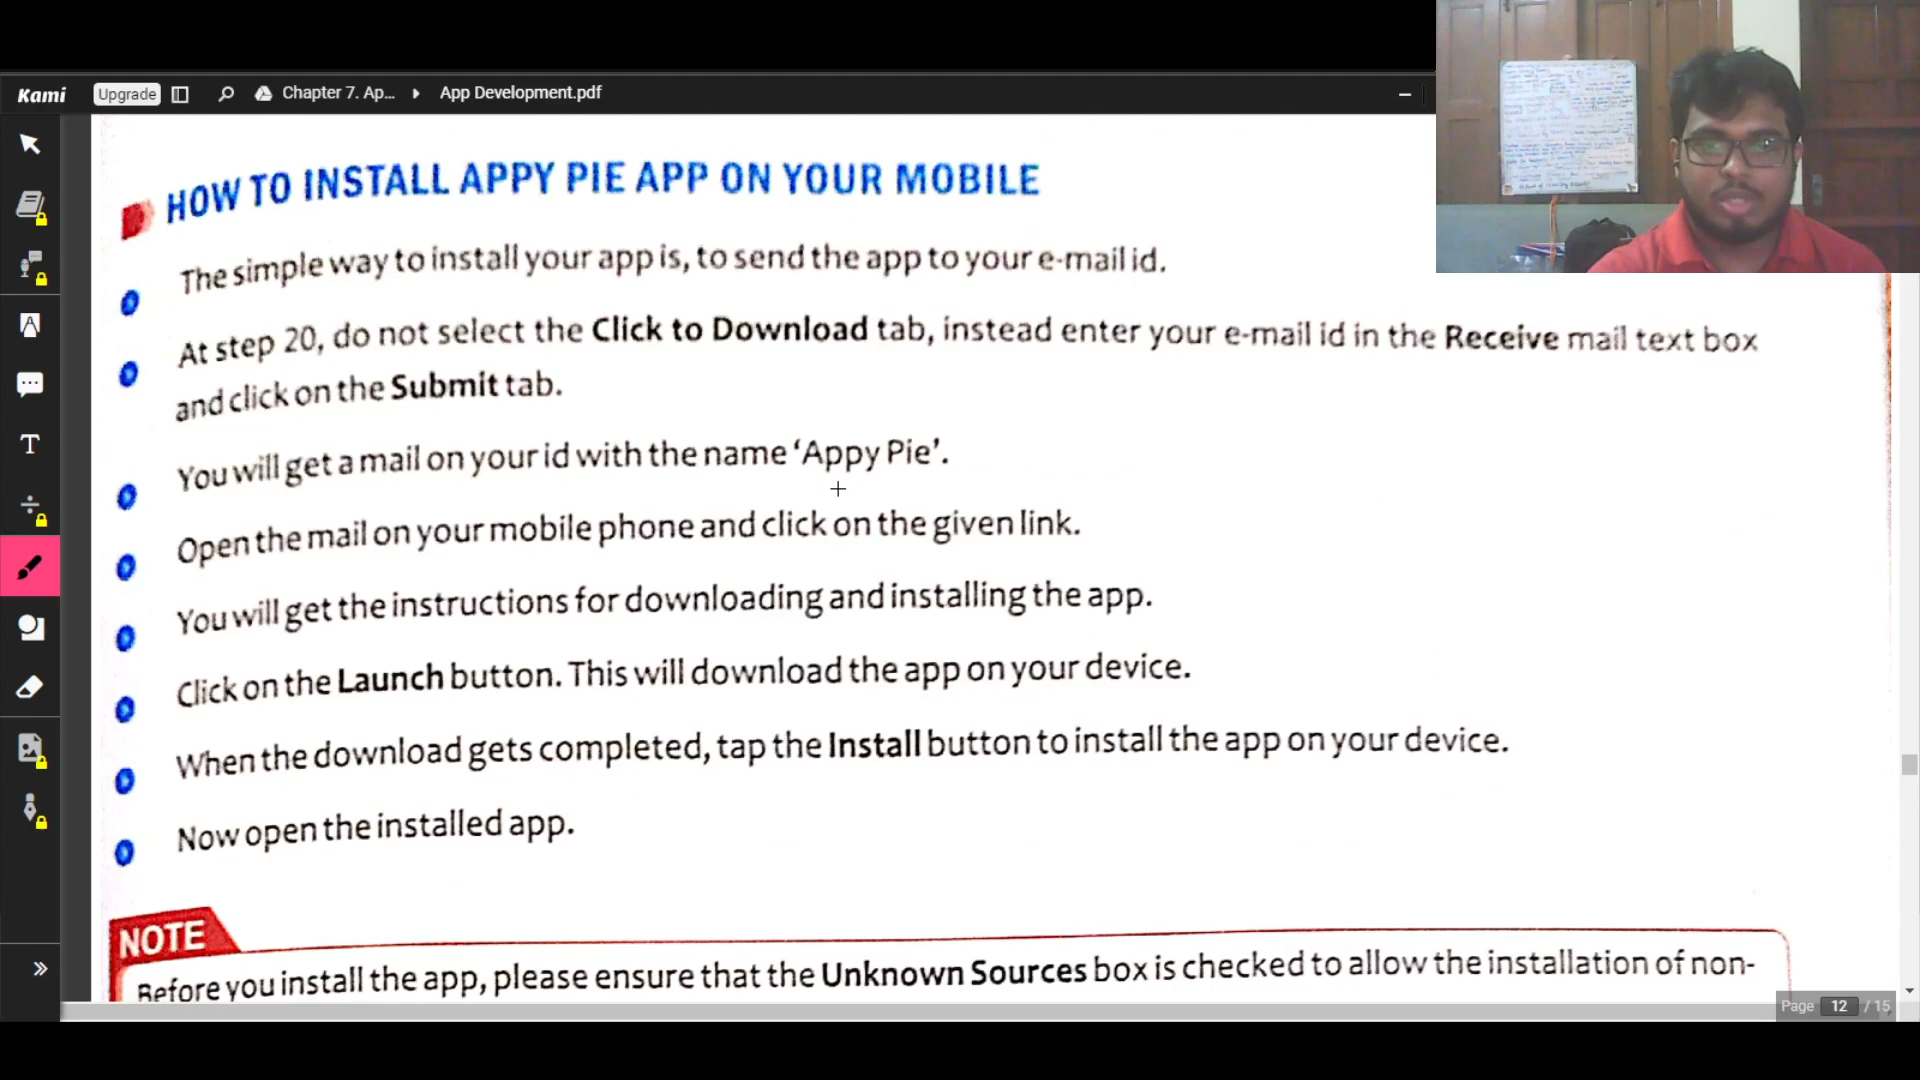 Kami
Upgrade
Chapter 7. Ap...
App Development.pdf
HOW TO INSTALL APPY PIE APP ON YOUR MOBILE
The simple way to install your app is, to send the app to your e-mail id.
At step 20, do not select the Click to Download tab, instead enter your e-mail id in the Receive mail text box
and click on the Submit tab.
You will get a mail on your id with the name ‘Appy Pie’.
Open the mail on your mobile phone and click on the given link.
You will get the instructions for downloading and installing the app.
Click on the Launch button. This will download the app on your device.
When the download gets completed, tap the Install button to install the app on your device.
Now open the installed app.
NOTE
Before you install the app, please ensure that the Unknown Sources box is checked to allow the installation of non-
Page 12 / 15